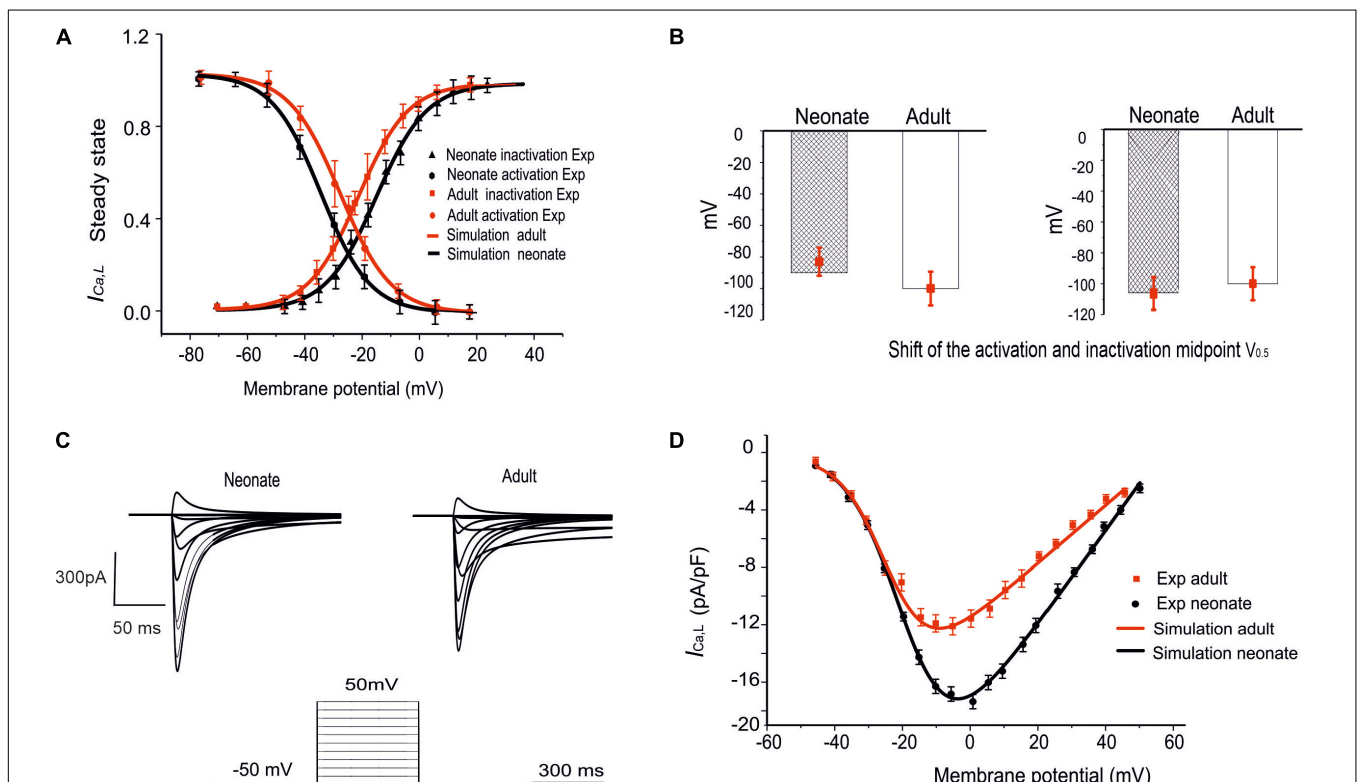 A
1.2
0.8
0.4
0.0
I_Ca,L Steady state
-80 -60 -40 -20 0 20 40
Membrane potential (mV)
Neonate inactivation Exp
Neonate activation Exp
Adult inactivation Exp
Adult activation Exp
Simulation adult
Simulation neonate
B
Neonate Adult
0
-20
-40
-60
-80
-100
-120
mV
Neonate Adult
0
-20
-40
-60
-80
-100
-120
mV
Shift of the activation and inactivation midpoint V0.5
C
Neonate
Adult
300pA
50 ms
50mV
-50 mV
300 ms
D
0
-4
-8
-12
-16
-20
I_Ca,L (pA/pF)
-60 -40 -20 0 20 40 60
Membrane potential (mV)
Exp adult
Exp neonate
Simulation adult
Simulation neonate